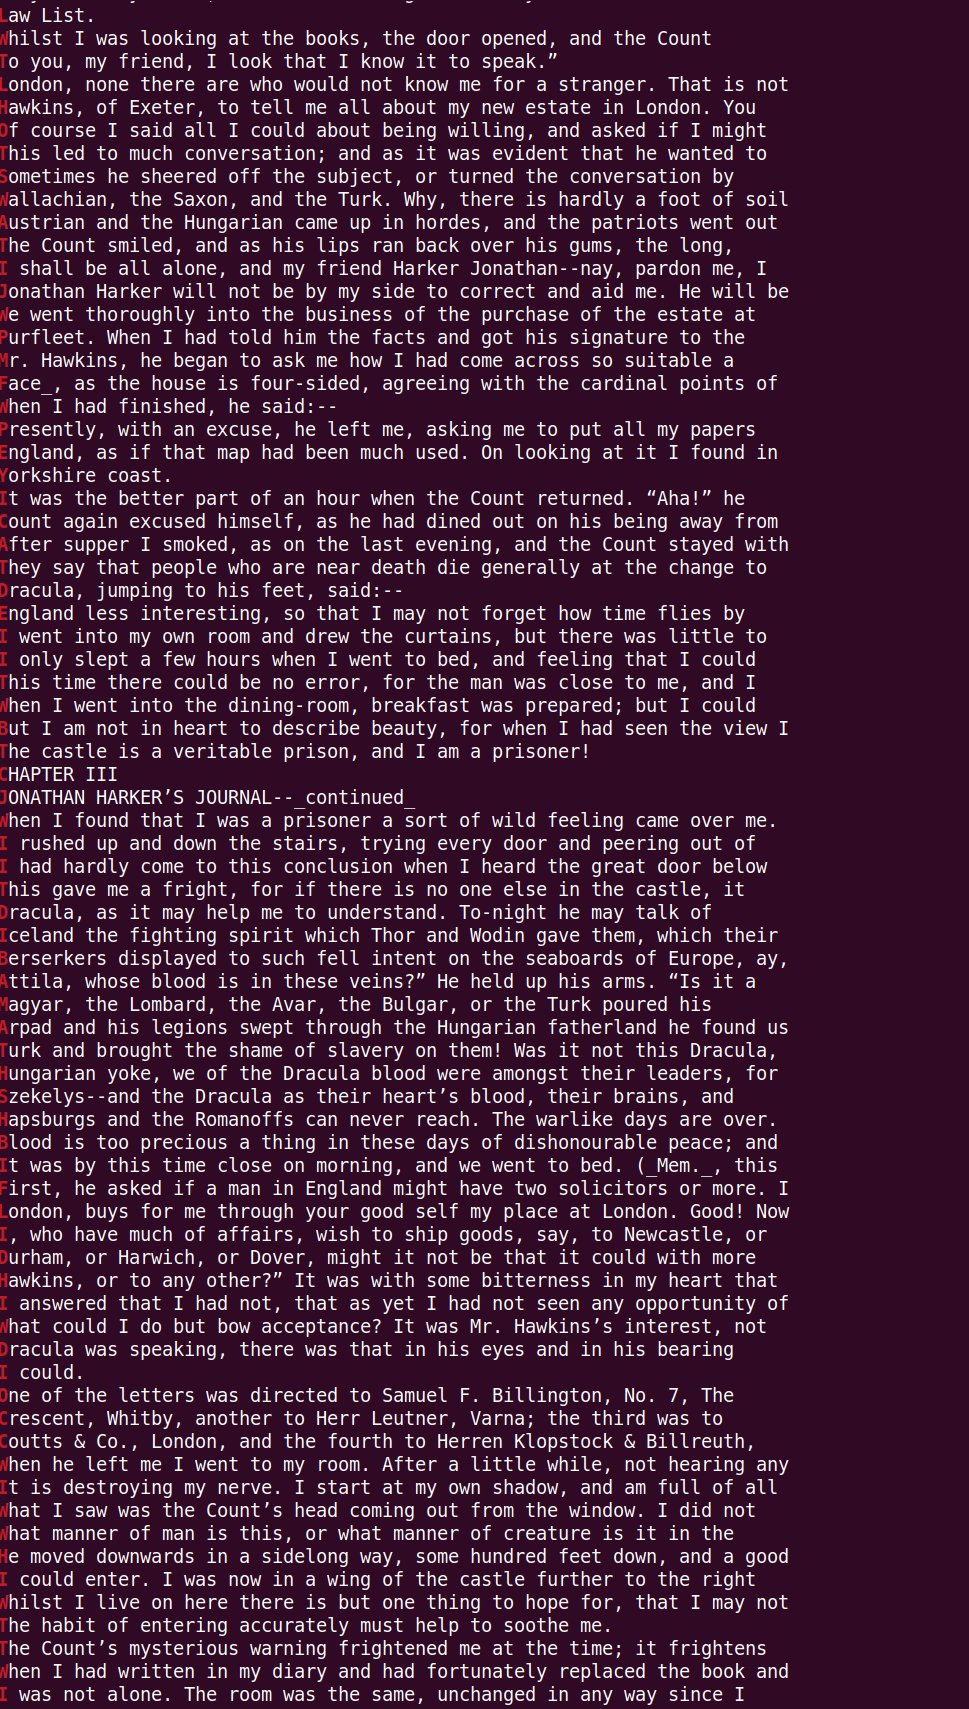 Law List.
Whilst I was looking at the books, the door opened, and the Count
To you, my friend, I look that I know it to speak.”
London, none there are who would not know me for a stranger. That is not
Hawkins, of Exeter, to tell me all about my new estate in London. You
Of course I said all I could about being willing, and asked if I might
This led to much conversation; and as it was evident that he wanted to
Sometimes he sheered off the subject, or turned the conversation by
Wallachian, the Saxon, and the Turk. Why, there is hardly a foot of soil
Austrian and the Hungarian came up in hordes, and the patriots went out
The Count smiled, and as his lips ran back over his gums, the long,
I shall be all alone, and my friend Harker Jonathan--nay, pardon me, I
Jonathan Harker will not be by my side to correct and aid me. He will be
We went thoroughly into the business of the purchase of the estate at
Purfleet. When I had told him the facts and got his signature to the
Mr. Hawkins, he began to ask me how I had come across so suitable a
Face_, as the house is four-sided, agreeing with the cardinal points of
When I had finished, he said:--
Presently, with an excuse, he left me, asking me to put all my papers
England, as if that map had been much used. On looking at it I found in
Yorkshire coast.
It was the better part of an hour when the Count returned. “Aha!” he
Count again excused himself, as he had dined out on his being away from
After supper I smoked, as on the last evening, and the Count stayed with
They say that people who are near death die generally at the change to
Dracula, jumping to his feet, said:--
England less interesting, so that I may not forget how time flies by
I went into my own room and drew the curtains, but there was little to
I only slept a few hours when I went to bed, and feeling that I could
This time there could be no error, for the man was close to me, and I
When I went into the dining-room, breakfast was prepared; but I could
But I am not in heart to describe beauty, for when I had seen the view I
The castle is a veritable prison, and I am a prisoner!
CHAPTER III
JONATHAN HARKER’S JOURNAL--_continued_
When I found that I was a prisoner a sort of wild feeling came over me.
I rushed up and down the stairs, trying every door and peering out of
I had hardly come to this conclusion when I heard the great door below
This gave me a fright, for if there is no one else in the castle, it
Dracula, as it may help me to understand. To-night he may talk of
Iceland the fighting spirit which Thor and Wodin gave them, which their
Berserkers displayed to such fell intent on the seaboards of Europe, ay,
Attila, whose blood is in these veins?” He held up his arms. “Is it a
Magyar, the Lombard, the Avar, the Bulgar, or the Turk poured his
Arpad and his legions swept through the Hungarian fatherland he found us
Turk and brought the shame of slavery on them! Was it not this Dracula,
Hungarian yoke, we of the Dracula blood were amongst their leaders, for
Szekelys--and the Dracula as their heart’s blood, their brains, and
Hapsburgs and the Romanoffs can never reach. The warlike days are over.
Blood is too precious a thing in these days of dishonourable peace; and
It was by this time close on morning, and we went to bed. (_Mem._, this
First, he asked if a man in England might have two solicitors or more. I
London, buys for me through your good self my place at London. Good! Now
I, who have much of affairs, wish to ship goods, say, to Newcastle, or
Durham, or Harwich, or Dover, might it not be that it could with more
Hawkins, or to any other?” It was with some bitterness in my heart that
I answered that I had not, that as yet I had not seen any opportunity of
What could I do but bow acceptance? It was Mr. Hawkins’s interest, not
Dracula was speaking, there was that in his eyes and in his bearing
I could.
One of the letters was directed to Samuel F. Billington, No. 7, The
Crescent, Whitby, another to Herr Leutner, Varna; the third was to
Coutts & Co., London, and the fourth to Herren Klopstock & Billreuth,
When he left me I went to my room. After a little while, not hearing any
It is destroying my nerve. I start at my own shadow, and am full of all
What I saw was the Count’s head coming out from the window. I did not
What manner of man is this, or what manner of creature is it in the
He moved downwards in a sidelong way, some hundred feet down, and a good
I could enter. I was now in a wing of the castle further to the right
Whilst I live on here there is but one thing to hope for, that I may not
The habit of entering accurately must help to soothe me.
The Count’s mysterious warning frightened me at the time; it frightens
When I had written in my diary and had fortunately replaced the book and
I was not alone. The room was the same, unchanged in any way since I